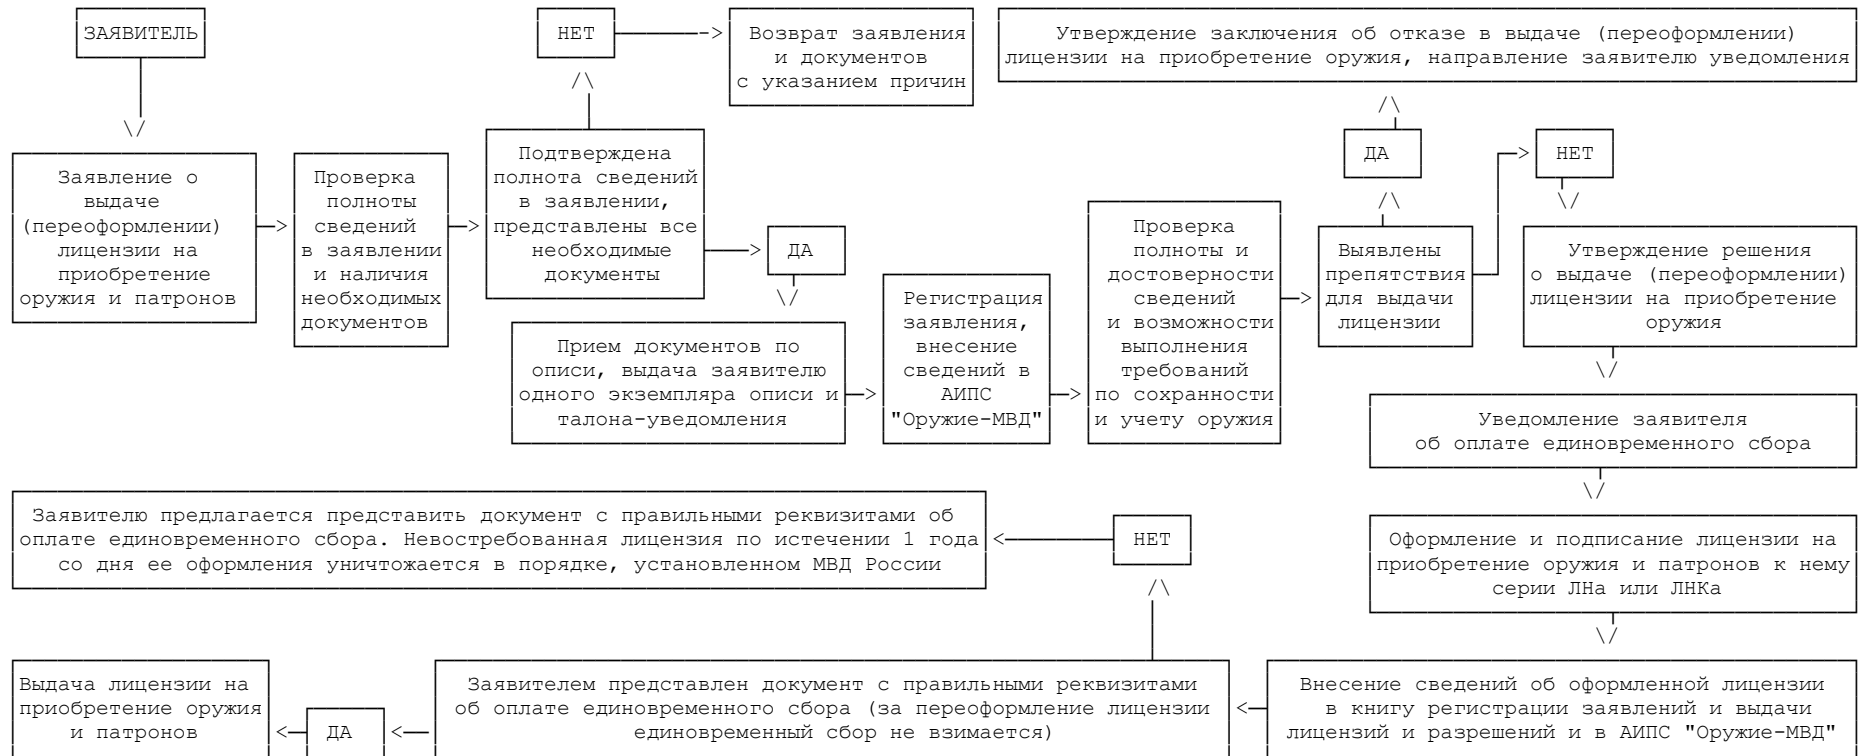 ЗАЯВИТЕЛЬ
Заявление о
выдаче
(переоформлении)
лицензии на
приобретение
оружия и патронов
Проверка
полноты
сведений
в заявлении
и наличия
необходимых
документов
Подтверждена
полнота сведений
в заявлении,
представлены все
необходимые
документы
НЕТ
Возврат заявления
и документов
с указанием причин
ДА
Прием документов по
описи, выдача заявителю
одного экземпляра описи и
талона-уведомления
Регистрация
заявления,
внесение
сведений в
АИПС
"Оружие-МВД"
Проверка
полноты и
достоверности
сведений
и возможности
выполнения
требований
по сохранности
и учету оружия
Выявлены
препятствия
для выдачи
лицензии
ДА
Утверждение заключения об отказе в выдаче (переоформлении)
лицензии на приобретение оружия, направление заявителю уведомления
НЕТ
Утверждение решения
о выдаче (переоформлении)
лицензии на приобретение
оружия
Уведомление заявителя
об оплате единовременного сбора
Оформление и подписание лицензии на
приобретение оружия и патронов к нему
серии ЛНа или ЛНКа
Внесение сведений об оформленной лицензии
в книгу регистрации заявлений и выдачи
лицензий и разрешений и в АИПС "Оружие-МВД"
Заявителем представлен документ с правильными реквизитами
об оплате единовременного сбора (за переоформление лицензии
единовременный сбор не взимается)
НЕТ
Заявителю предлагается представить документ с правильными реквизитами об
оплате единовременного сбора. Невостребованная лицензия по истечении 1 года
со дня ее оформления уничтожается в порядке, установленном МВД России
ДА
Выдача лицензии на
приобретение оружия
и патронов